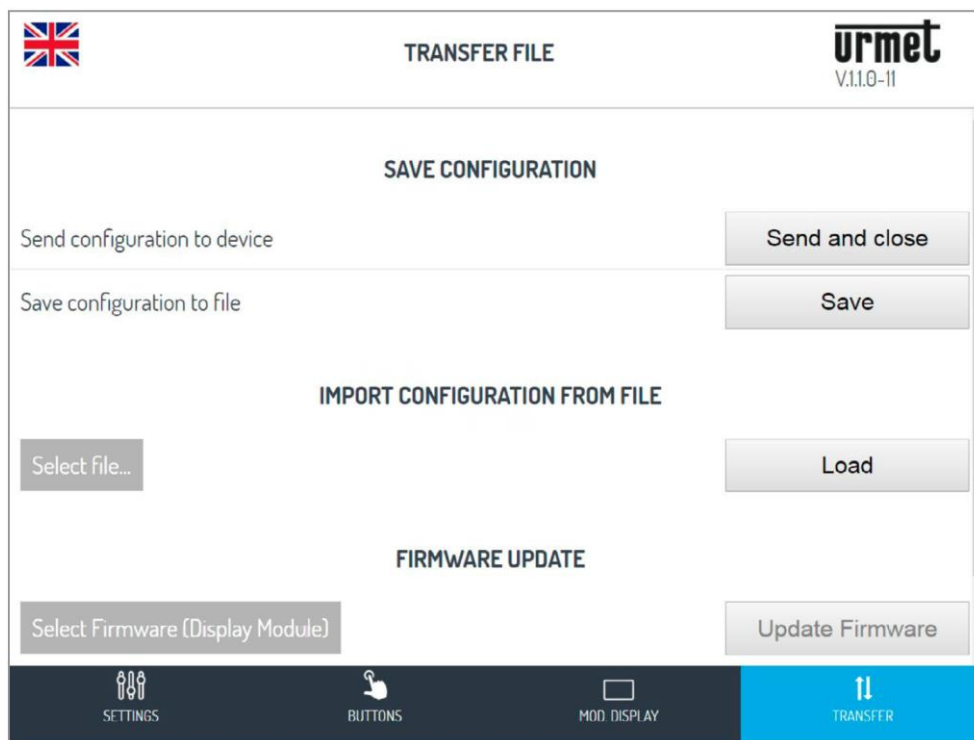 TRANSFER FILE
urmet
V.1.1.0-11
SAVE CONFIGURATION
Send configuration to device
Send and close
Save configuration to file
Save
IMPORT CONFIGURATION FROM FILE
Select file...
Load
FIRMWARE UPDATE
Select Firmware (Display Module)
Update Firmware
SETTINGS
BUTTONS
MOD. DISPLAY
TRANSFER